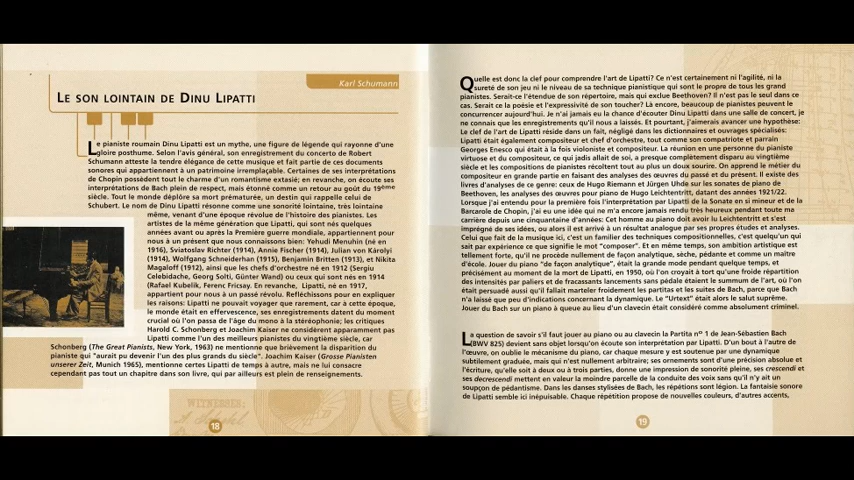 Karl Schumann
LE SON LOINTAIN DE DINU LIPATTI
Le pianiste roumain Dinu Lipatti est un mythe, une figure de légende qui rayonne d'une
gloire posthume. Selon l'avis général, son enregistrement du concerto de Robert
Schumann atteste la tendre élégance de cette musique et fait partie de ces documents
sonores qui appartiennent à un patrimoine irremplaçable. Certaines de ses interprétations
de Chopin possèdent tout le charme d'un romantisme extasié; en revanche, on écoute ses
interprétations de Bach plein de respect, mais étonné comme un retour au goût du 19ème
siècle. Tout le monde déplore sa mort prématurée, un destin qui rappelle celui de
Schubert. Le nom de Dinu Lipatti résonne comme une sonorité lointaine, très lointaine
même, venant d'une époque révolue de l'histoire des pianistes. Les
artistes de la même génération que Lipatti, qui sont nés quelques
années avant ou après la Première guerre mondiale, appartiennent pour
nous à un présent que nous connaissons bien: Yehudi Menuhin (né en
1916), Sviatoslav Richter (1914), Annie Fischer (1914), Julian von Károlyi
(1914), Wolfgang Schneiderhan (1915), Benjamin Britten (1913), et Nikita
Magaloff (1912), ainsi que les chefs d'orchestre né en 1912 (Sergiu
Celebidache, Georg Solti, Günter Wand) ou ceux qui sont nés en 1914
(Rafael Kubelik, Ferenc Fricsay. En revanche, Lipatti, né en 1917,
appartient pour nous à un passé révolu. Refléchissons pour en expliquer
les raisons: Lipatti ne pouvait voyager que rarement, car à cette époque,
le monde était en effervescence, ses enregistrements datent du moment
crucial où l'on passa de l'âge du mono à la stéréophonie; les critiques
Harold C. Schonberg et Joachim Kaiser ne considèrent apparamment pas
Lipatti comme l'un des meilleurs pianistes du vingtième siècle, car
Schonberg (The Great Pianists, New York, 1963) ne mentionne que brièvement la disparition du
pianiste qui "aurait pu devenir l'un des plus grands du siècle". Joachim Kaiser (Grosse Pianisten
unserer Zeit, Munich 1965), mentionne certes Lipatti de temps à autre, mais ne lui consacre
cependant pas tout un chapitre dans son livre, qui par ailleurs est plein de renseignements.
WITNESSES:
18
Quelle est donc la clef pour comprendre l'art de Lipatti? Ce n'est certainement ni l'agilité, ni la
sureté de son jeu ni le niveau de sa technique pianistique qui sont le propre de tous les grand
pianistes. Serait-ce l'étendue de son répertoire, mais qui exclue Beethoven? Il n'est pas le seul dans ce
cas. Serait ce la poésie et l'expressivité de son toucher? Là encore, beaucoup de pianistes peuvent le
concurrencer aujourd'hui. Je n'ai jamais eu la chance d'écouter Dinu Lipatti dans une salle de concert, je
ne connais que les enregistrements qu'il nous a laissés. Et pourtant, j'aimerais avancer une hypothèse:
Le clef de l'art de Lipatti réside dans un fait, négligé dans les dictionnaires et ouvrages spécialisés:
Lipatti était également compositeur et chef d'orchestre, tout comme son compatriote et parrain
Georges Enesco qui était à la fois violoniste et compositeur. La réunion en une personne du pianiste
virtuose et du compositeur, ce qui jadis allait de soi, a presque complètement disparu au vingtième
siècle et les compositions de pianistes récoltent tout au plus un doux sourire. On apprend le métier du
compositeur en grande partie en faisant des analyses des œuvres du passé et du présent. Il existe des
livres d'analyses de ce genre: ceux de Hugo Riemann et Jürgen Uhde sur les sonates de piano de
Beethoven, les analyses des œuvres pour piano de Hugo Leichtentritt, datant des années 1921/22.
Lorsque j'ai entendu pour la première fois l'interprétation par Lipatti de la Sonate en si mineur et de la
Barcarole de Chopin, j'ai eu une idée qui ne m'a encore jamais rendu très heureux pendant toute ma
carrière depuis une cinquantaine d'années: Cet homme au piano doit avoir lu Leichtentritt et s'est
imprégné de ses idées, ou alors il est arrivé à un résultat analogue par ses propres études et analyses.
Celui que fait de la musique ici, c'est un familier des techniques compositionnelles, c'est quelqu'un qui
sait par expérience ce que signifie le mot "composer". Et en même temps, son ambition artistique est
tellement forte, qu'il ne procède nullement de façon analytique, sèche, pédante et comme un maître
d'école. Jouer du piano "de façon analytique", était la grande mode pendant quelque temps, et
précisément au moment de la mort de Lipatti, en 1950, où l'on croyait à tort qu'une froide répartition
des intensités par paliers et de fracassants lancements sans pédale étaient le summum de l'art, où l'on
était persuadé aussi qu'il fallait marteler froidement les partitas et les suites de Bach, parce que Bach
n'a laissé que peu d'indications concernant la dynamique. Le "Urtext" était alors le salut suprême.
Jouer du Bach sur un piano à queue au lieu d'un clavecin était considéré comme absolument criminel.
La question de savoir s'il faut jouer au piano ou au clavecin la Partita n° 1 de Jean-Sébastien Bach
(BWV 825) devient sans objet lorsqu'on écoute son interprétation par Lipatti. D'un bout à l'autre de
l'œuvre, on oublie le mécanisme du piano, car chaque mesure y est soutenue par une dynamique
subtilement graduée, mais qui n'est nullement arbitraire; ses ornements sont d'une précision absolue et
l'écriture, qu'elle soit à deux ou à trois parties, donne une impression de sonorité pleine, ses crescendi et
ses decrescendi mettent en valeur la moindre parcelle de la conduite des voix sans qu'il n'y ait un
soupçon de pédantisme. Dans les danses stylisées de Bach, les répétitions sont légion. La fantaisie sonore
de Lipatti semble ici inépuisable. Chaque répétition propose de nouvelles couleurs, d'autres accents,
19